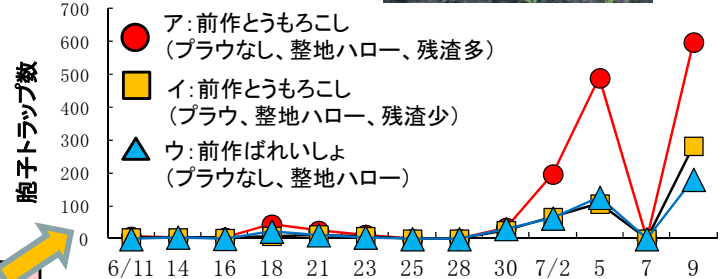 700
600
500
400
300
200
100
0
胞子トラップ数
ア:前作とうもろこし
(プラウなし、整地ハロー、残渣多)
イ:前作とうもろこし
(プラウ、整地ハロー、残渣少)
ウ:前作ばれいしょ
(プラウなし、整地ハロー)
6/11 14 16 18 21 23 25 28 30 7/2 5 7 9